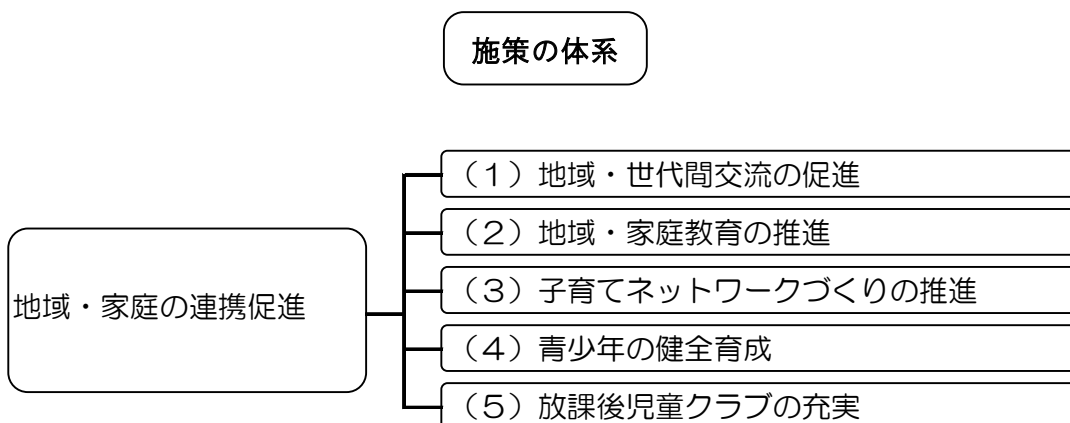 施策の体系
（１）地域・世代間交流の促進
（２）地域・家庭教育の推進
地域・家庭の連携促進
（３）子育てネットワークづくりの推進
（４）青少年の健全育成
（５）放課後児童クラブの充実